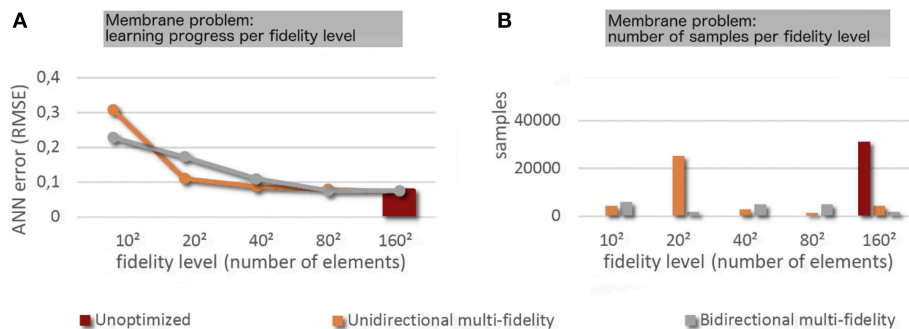 A
Membrane problem:
learning progress per fidelity level
ANN error (RMSE)
0,4
0,3
0,2
0,1
0
10² 20² 40² 80² 160²
fidelity level (number of elements)
B
Membrane problem:
number of samples per fidelity level
samples
40000
20000
0
10² 20² 40² 80² 160²
fidelity level (number of elements)
Unoptimized Unidirectional multi-fidelity Bidirectional multi-fidelity